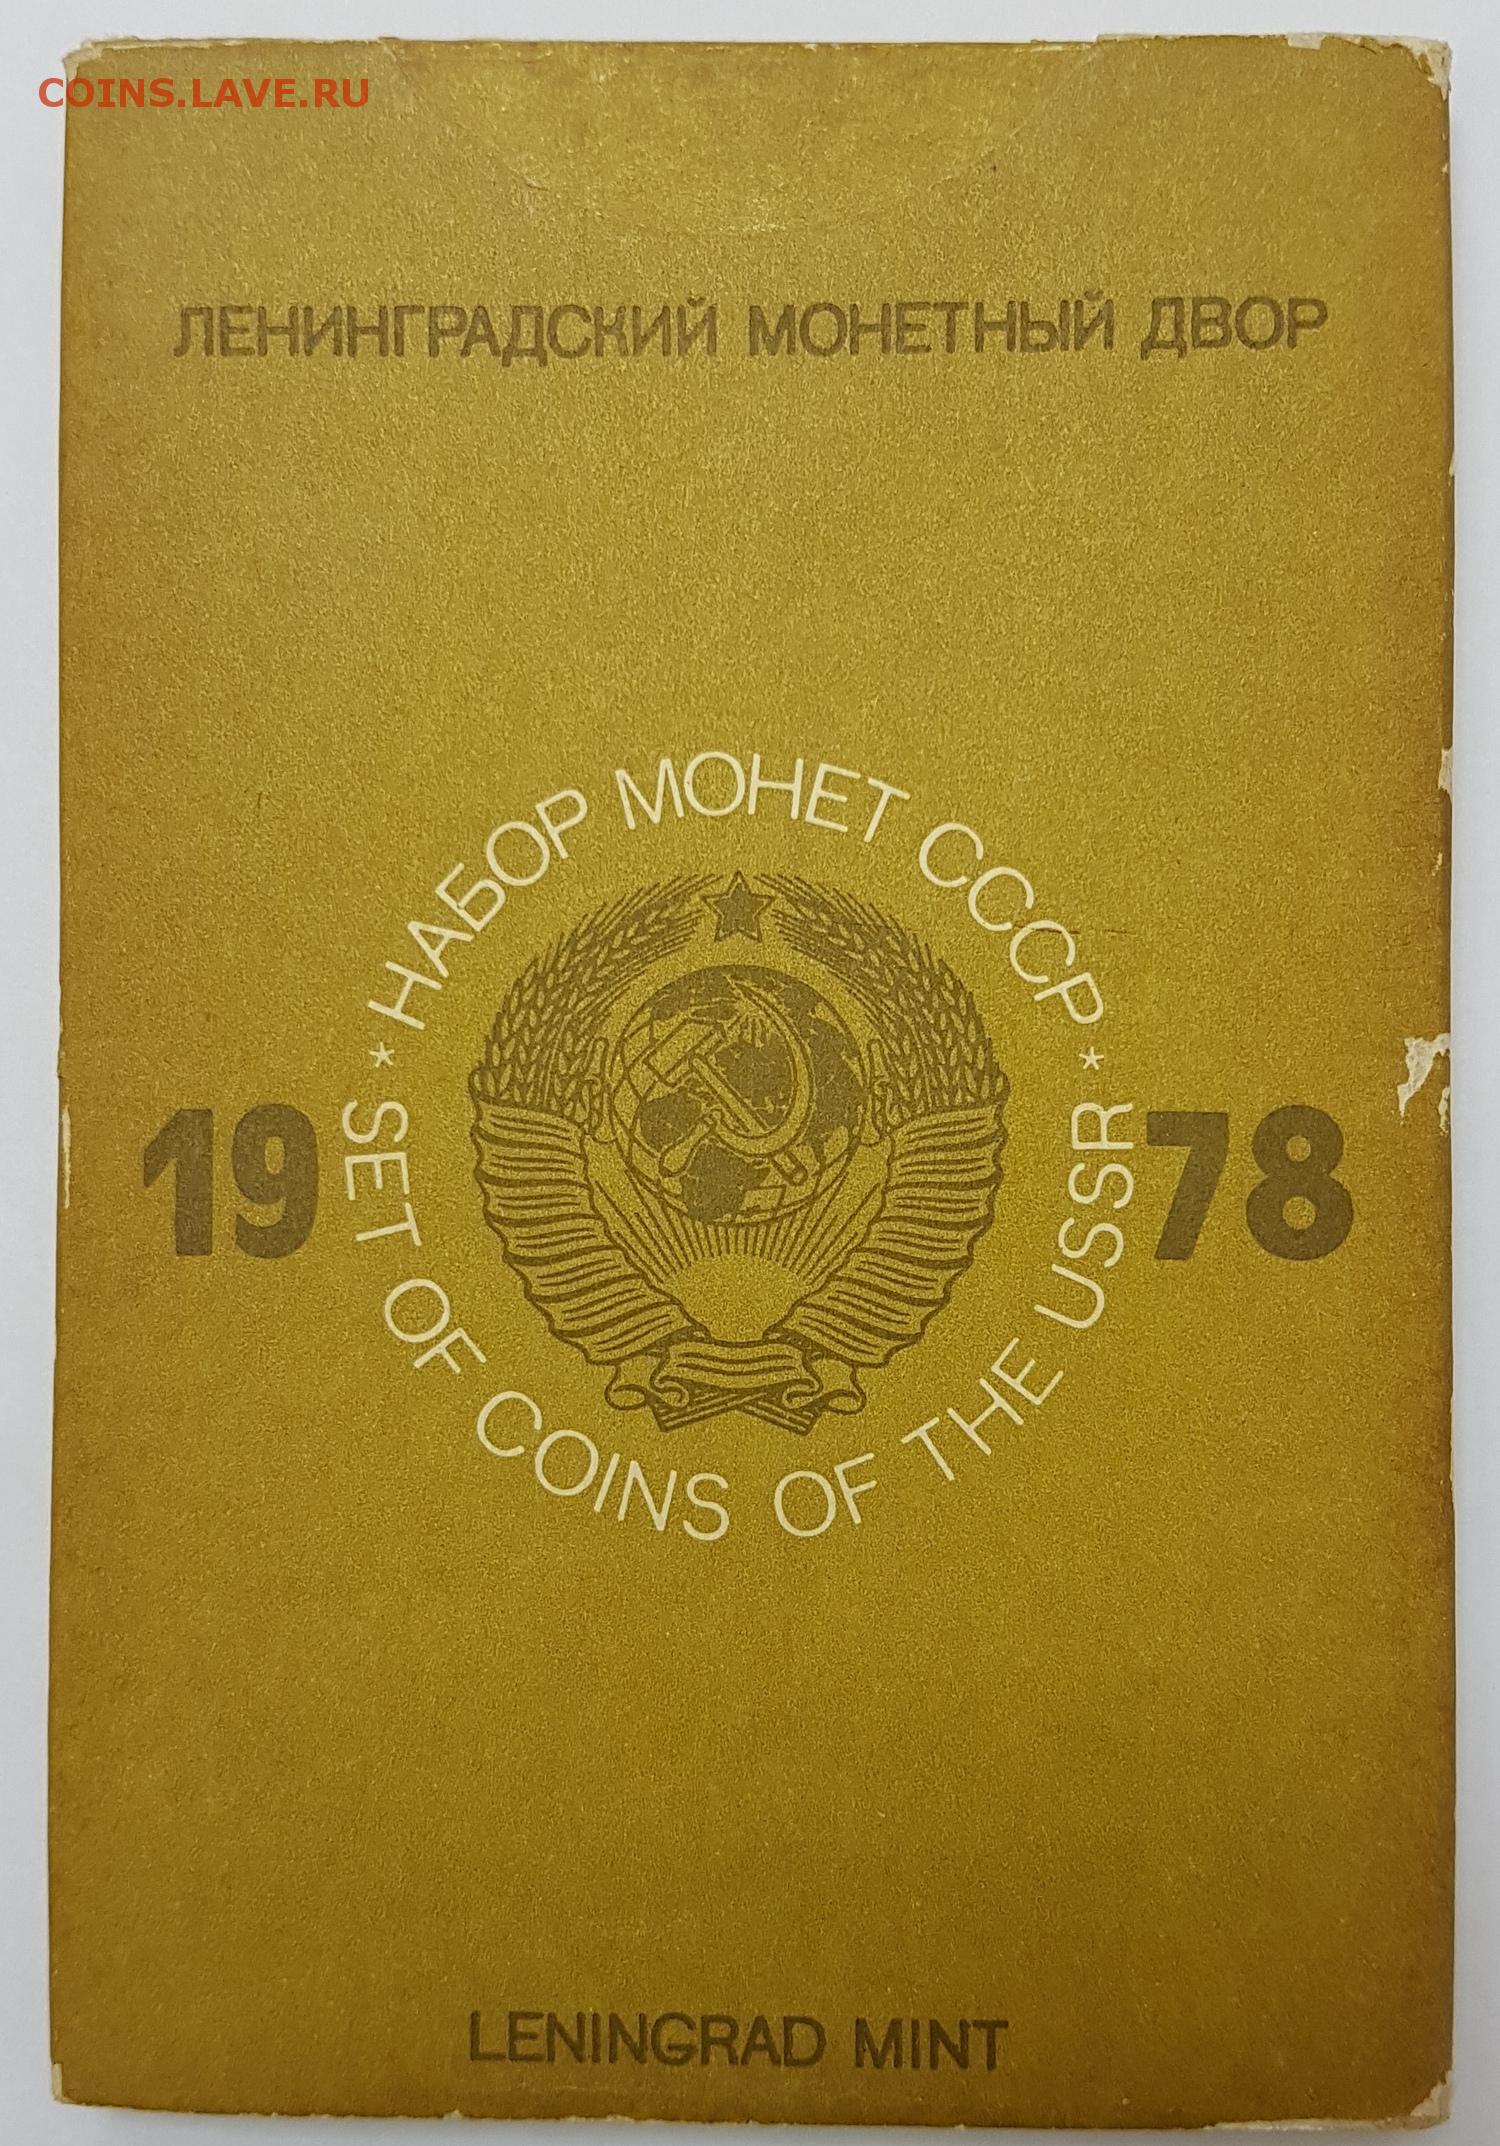 COINS.LAVE.RU
ЛЕНИНГРАДСКИЙ МОНЕТНЫЙ ДВОР
* НАБОР МОНЕТ СССР *
19 78
SET OF COINS OF THE USSR
LENINGRAD MINT